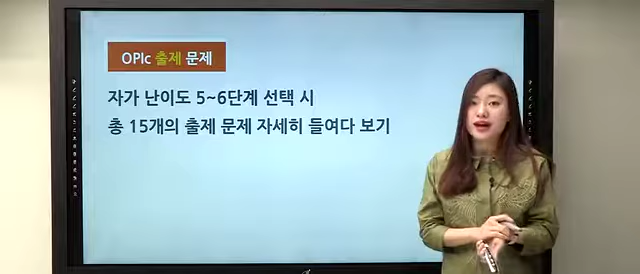 OPIc 출제 문제
자가 난이도 5~6단계 선택 시
총 15개의 출제 문제 자세히 들여다 보기